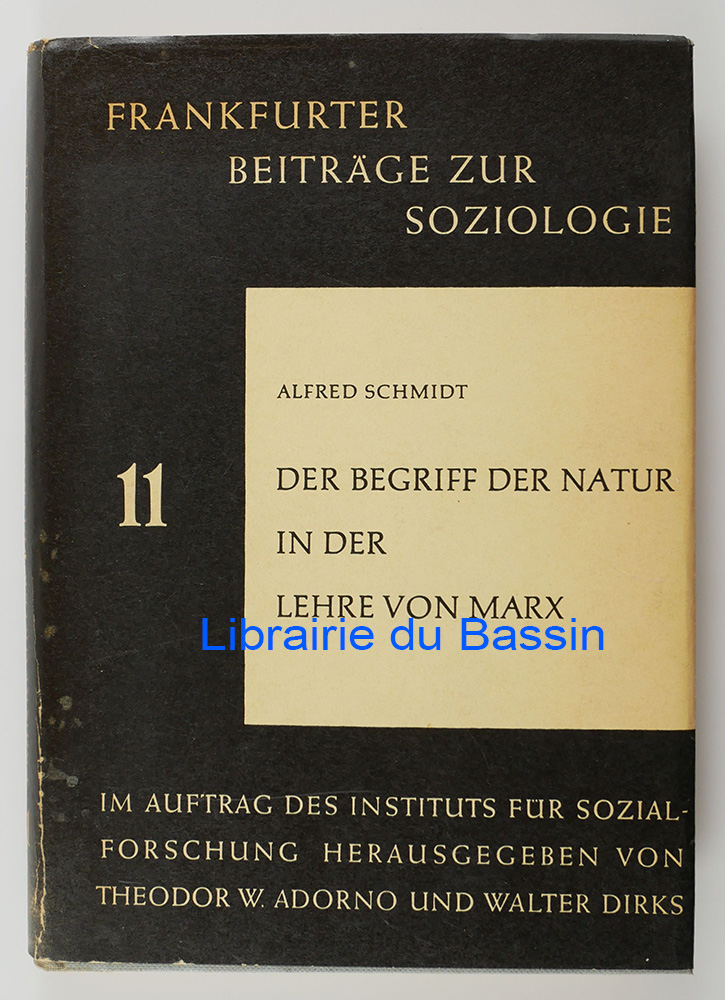 FRANKFURTER
BEITRÄGE ZUR
SOZIOLOGIE
ALFRED SCHMIDT
11
DER BEGRIFF DER NATUR
IN DER
LEHRE VON MARX
Librairie du Bassin
IM AUFTRAG DES INSTITUTS FÜR SOZIAL-
FORSCHUNG HERAUSGEGEBEN VON
THEODOR W. ADORNO UND WALTER DIRKS